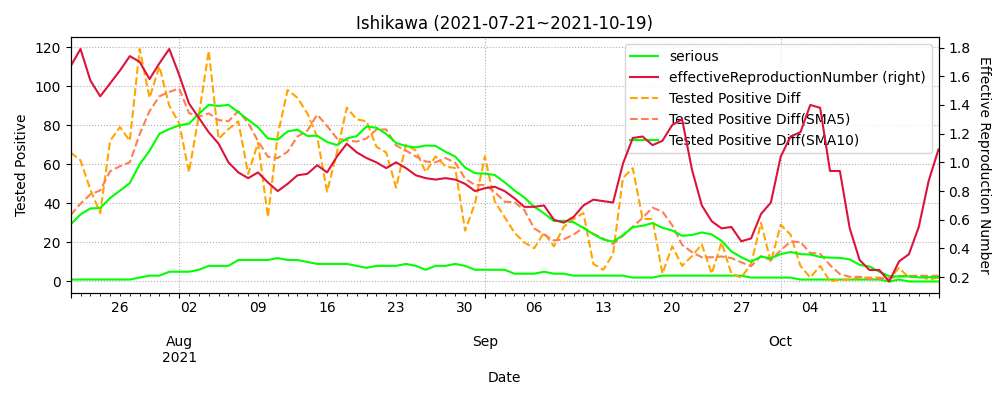 Ishikawa (2021-07-21~2021-10-19)
120
100
80
60
40
20
0
Tested Positive
1.8
1.6
1.4
1.2
1.0
0.8
0.6
0.4
0.2
Effective Reproduction Number
serious
effectiveReproductionNumber (right)
Tested Positive Diff
Tested Positive Diff(SMA5)
Tested Positive Diff(SMA10)
26 02 09 16 23 30 06 13 20 27 04 11
Aug Sep Oct
2021
Date